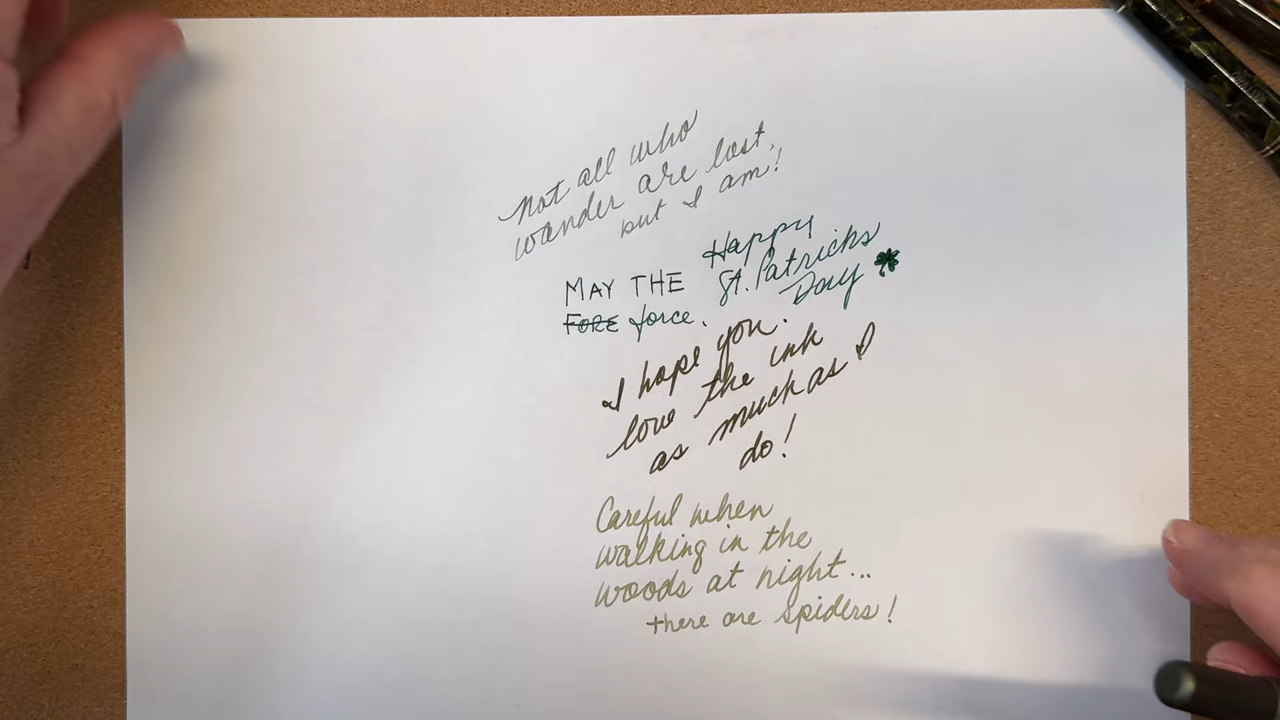 Not all who
wander are lost,
but I am!
MAY THE
FORE force.
Happy
St. Patricks
Day
I hope you.
love the ink
as much as I
do!
Careful when
walking in the
woods at night...
there are spiders!